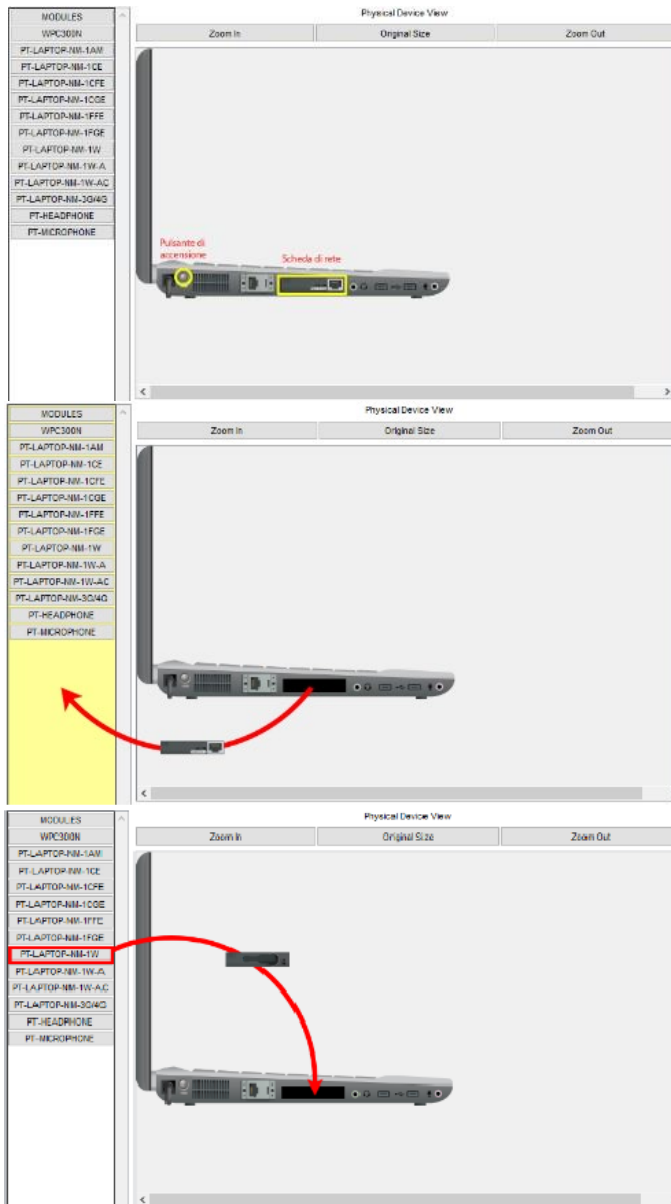 MODULES
WPC300N
PT-LAPTOP-NM-1AM
PT-LAPTOP-NM-1CE
PT-LAPTOP-NM-1CFE
PT-LAPTOP-NM-1CGE
PT-LAPTOP-NM-1FFE
PT-LAPTOP-NM-1FGE
PT-LAPTOP-NM-1W
PT-LAPTOP-NM-1W-A
PT-LAPTOP-NM-1W-AC
PT-LAPTOP-NM-3G/4G
PT-HEADPHONE
PT-MICROPHONE
Physical Device View
Zoom In Original Size Zoom Out
Pulsante di
accensione
Scheda di rete
MODULES
WPC300N
PT-LAPTOP-NM-1AM
PT-LAPTOP-NM-1CE
PT-LAPTOP-NM-1CFE
PT-LAPTOP-NM-1CGE
PT-LAPTOP-NM-1FFE
PT-LAPTOP-NM-1FGE
PT-LAPTOP-NM-1W
PT-LAPTOP-NM-1W-A
PT-LAPTOP-NM-1W-AC
PT-LAPTOP-NM-3G/4G
PT-HEADPHONE
PT-MICROPHONE
Physical Device View
Zoom In Original Size Zoom Out
MODULES
WPC300N
PT-LAPTOP-NM-1AM
PT-LAPTOP-NM-1CE
PT-LAPTOP-NM-1CFE
PT-LAPTOP-NM-1CGE
PT-LAPTOP-NM-1FFE
PT-LAPTOP-NM-1FGE
PT-LAPTOP-NM-1W
PT-LAPTOP-NM-1W-A
PT-LAPTOP-NM-1W-AC
PT-LAPTOP-NM-3G/4G
PT-HEADPHONE
PT-MICROPHONE
Physical Device View
Zoom In Original Size Zoom Out